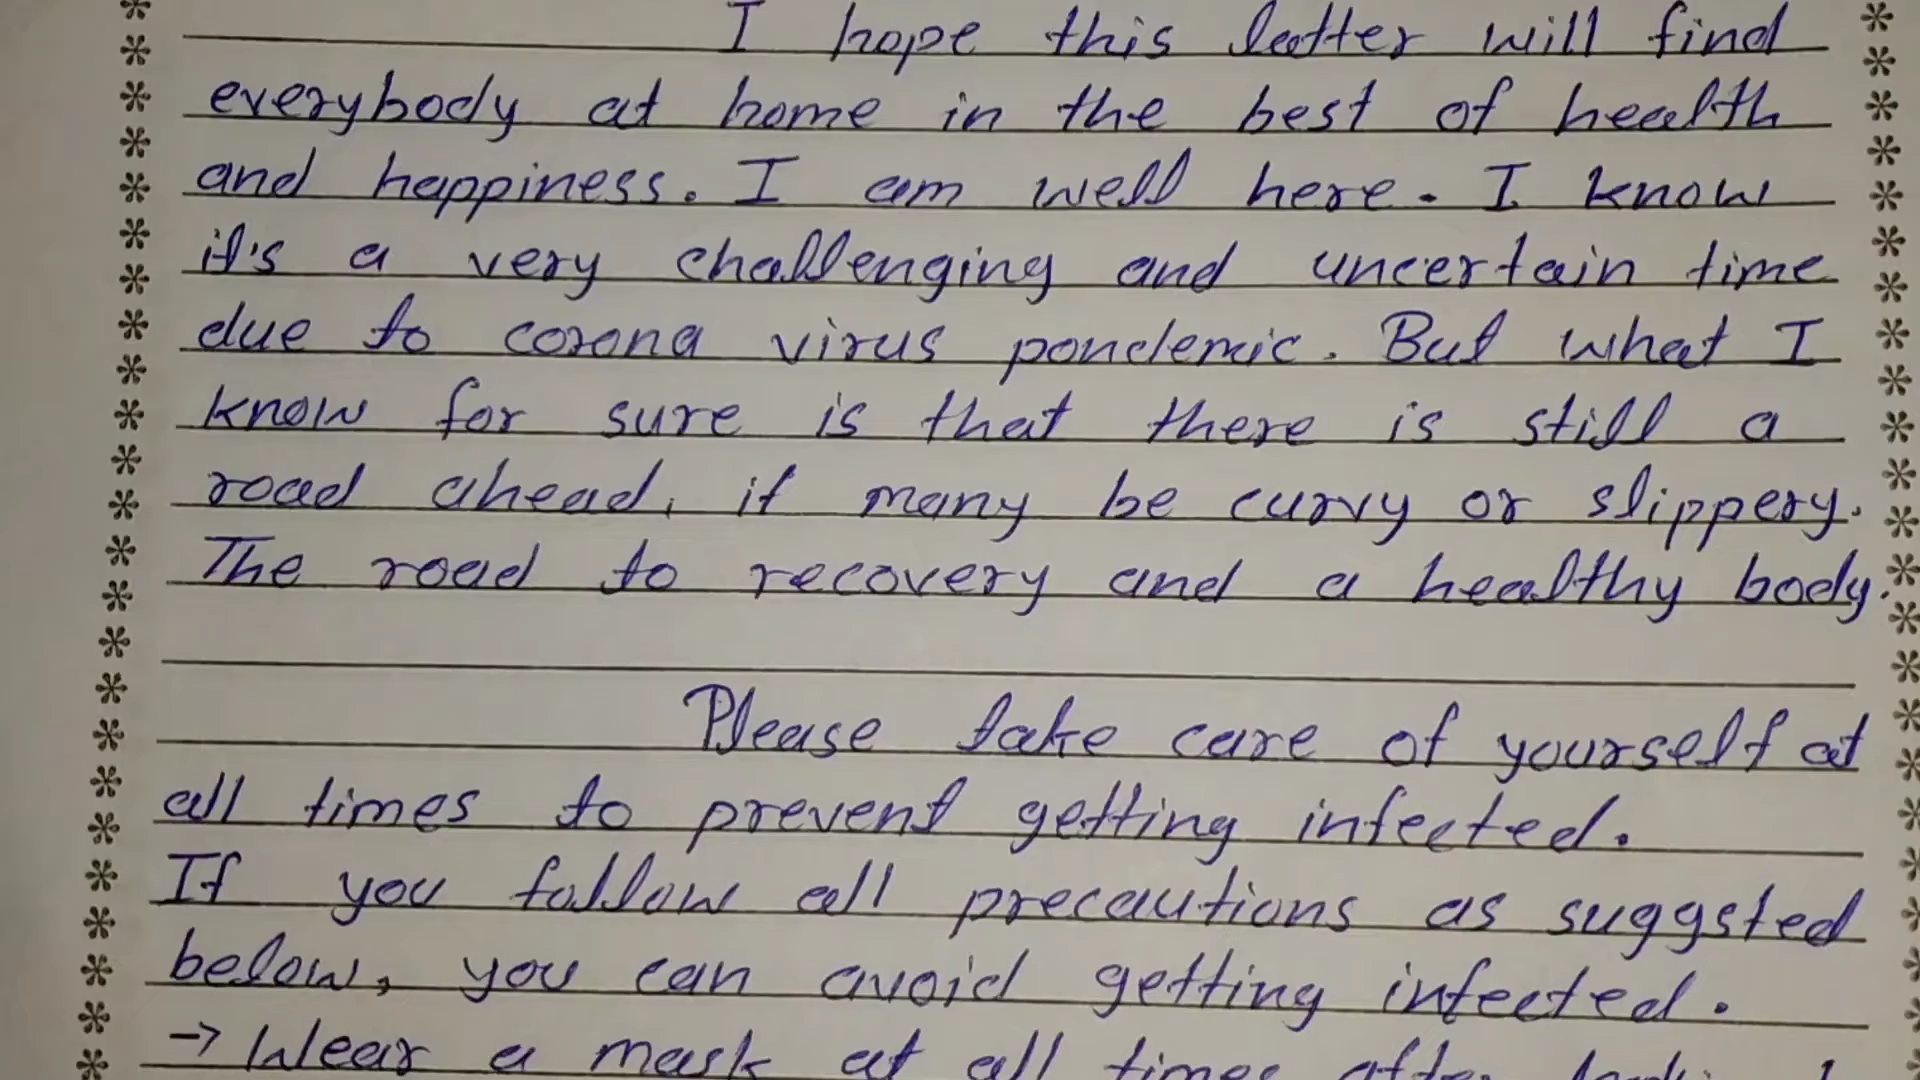 I hope this letter will find
everybody at home in the best of health
and happiness. I am well here. I know
it's a very challenging and uncertain time
due to corona virus pondemic. But what I
know for sure is that there is still a
road ahead, it many be curvy or slippery.
The road to recovery and a healthy body.
Please take care of yourself at
all times to prevent getting infected.
If you follow all precautions as suggsted
below, you can avoid getting infected.
→ Wear a mask at all times after